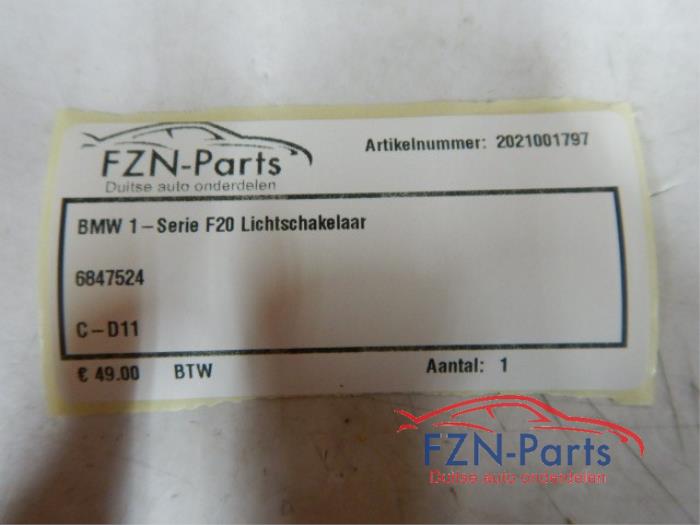 FZN-Parts
Duitse auto onderdelen
Artikelnummer: 2021001797
BMW 1-Serie F20 Lichtschakelaar
6847524
C-D11
€ 49.00 BTW Aantal: 1
FZN-Parts
Duitse auto onderdelen